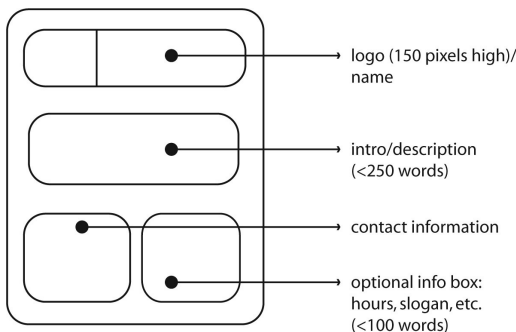 logo (150 pixels high)/
name
intro/description
(<250 words)
contact information
optional info box:
hours, slogan, etc.
(<100 words)